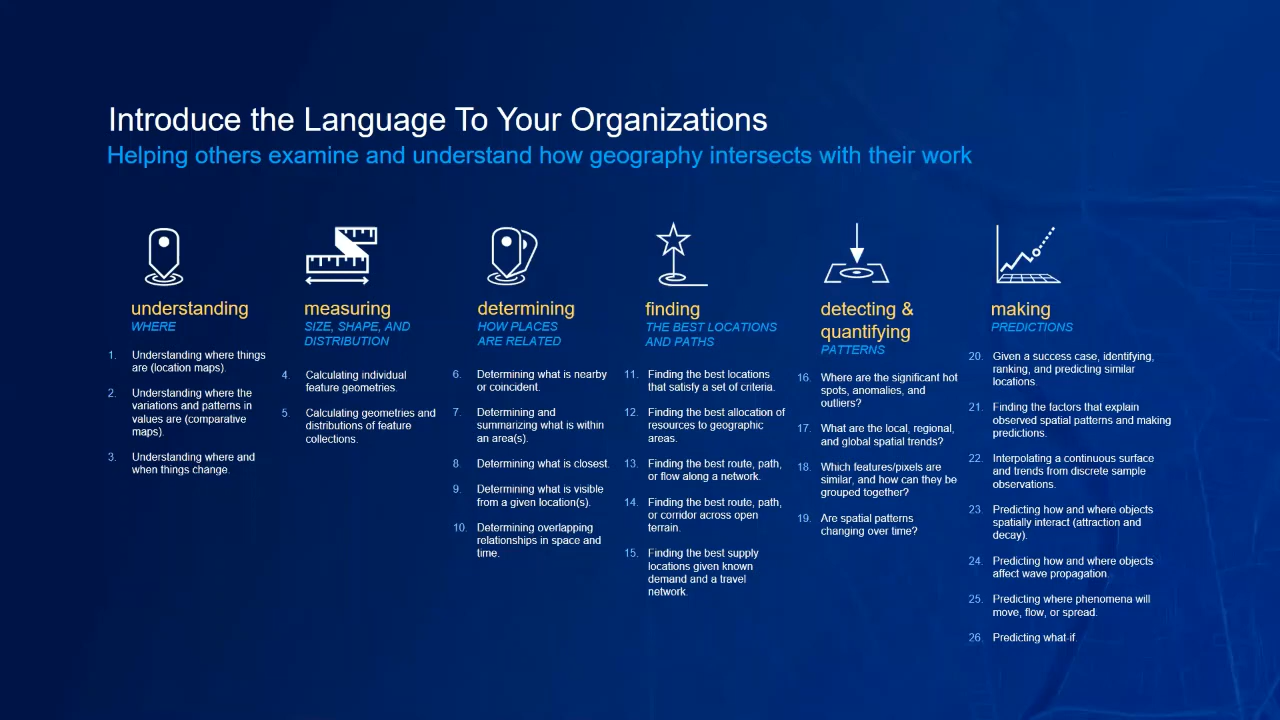 Introduce the Language To Your Organizations
Helping others examine and understand how geography intersects with their work
understanding
WHERE
1. Understanding where things
are (location maps).
2. Understanding where the
variations and patterns in
values are (comparative
maps).
3. Understanding where and
when things change.
measuring
SIZE, SHAPE, AND
DISTRIBUTION
4. Calculating individual
feature geometries.
5. Calculating geometries and
distributions of feature
collections.
determining
HOW PLACES
ARE RELATED
6. Determining what is nearby
or coincident.
7. Determining and
summarizing what is within
an area(s).
8. Determining what is closest.
9. Determining what is visible
from a given location(s).
10. Determining overlapping
relationships in space and
time.
finding
THE BEST LOCATIONS
AND PATHS
11. Finding the best locations
that satisfy a set of criteria.
12. Finding the best allocation of
resources to geographic
areas.
13. Finding the best route, path,
or flow along a network.
14. Finding the best route, path,
or corridor across open
terrain.
15. Finding the best supply
locations given known
demand and a travel
network.
detecting &
quantifying
PATTERNS
16. Where are the significant hot
spots, anomalies, and
outliers?
17. What are the local, regional,
and global spatial trends?
18. Which features/pixels are
similar, and how can they be
grouped together?
19. Are spatial patterns
changing over time?
making
PREDICTIONS
20. Given a success case, identifying,
ranking, and predicting similar
locations.
21. Finding the factors that explain
observed spatial patterns and making
predictions.
22. Interpolating a continuous surface
and trends from discrete sample
observations.
23. Predicting how and where objects
spatially interact (attraction and
decay).
24. Predicting how and where objects
affect wave propagation.
25. Predicting where phenomena will
move, flow, or spread.
26. Predicting what-if.